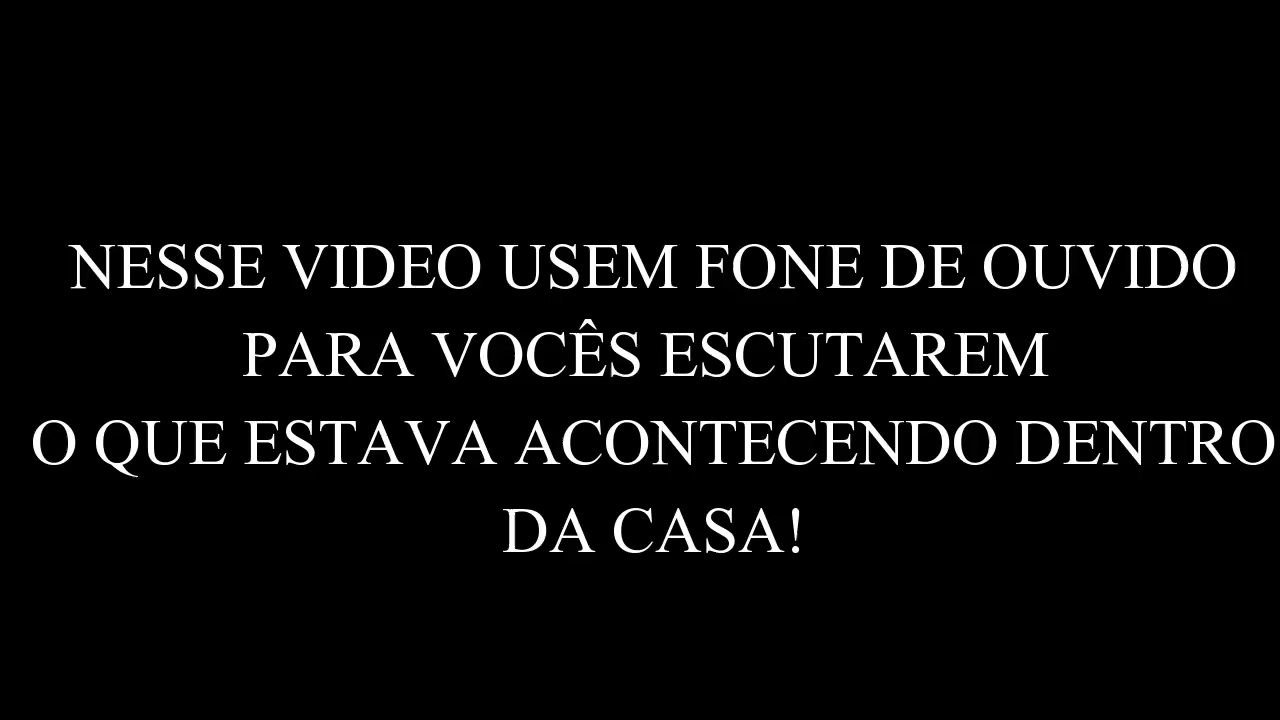 NESSE VIDEO USEM FONE DE OUVIDO
PARA VOCÊS ESCUTAREM
O QUE ESTAVA ACONTECENDO DENTRO
DA CASA!